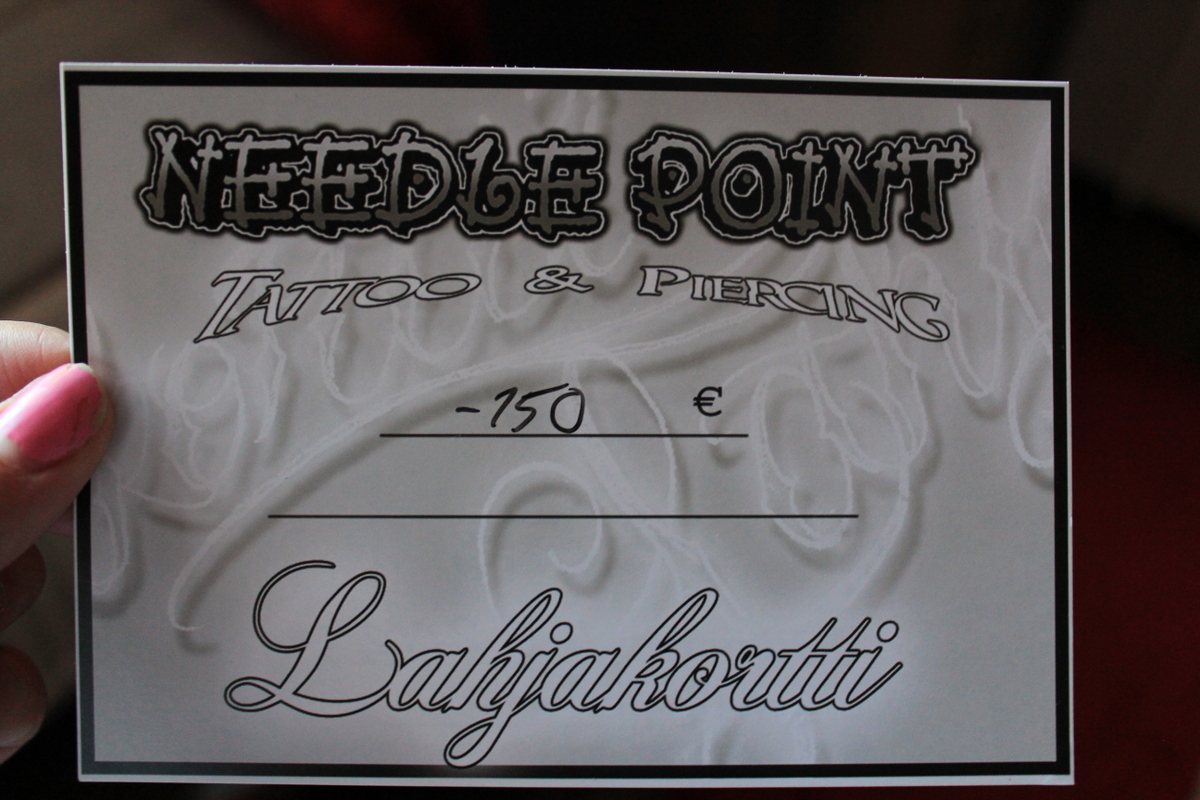 NEEDLE POINT
TATTOO & PIERCING
-150 €
Lahjakortti